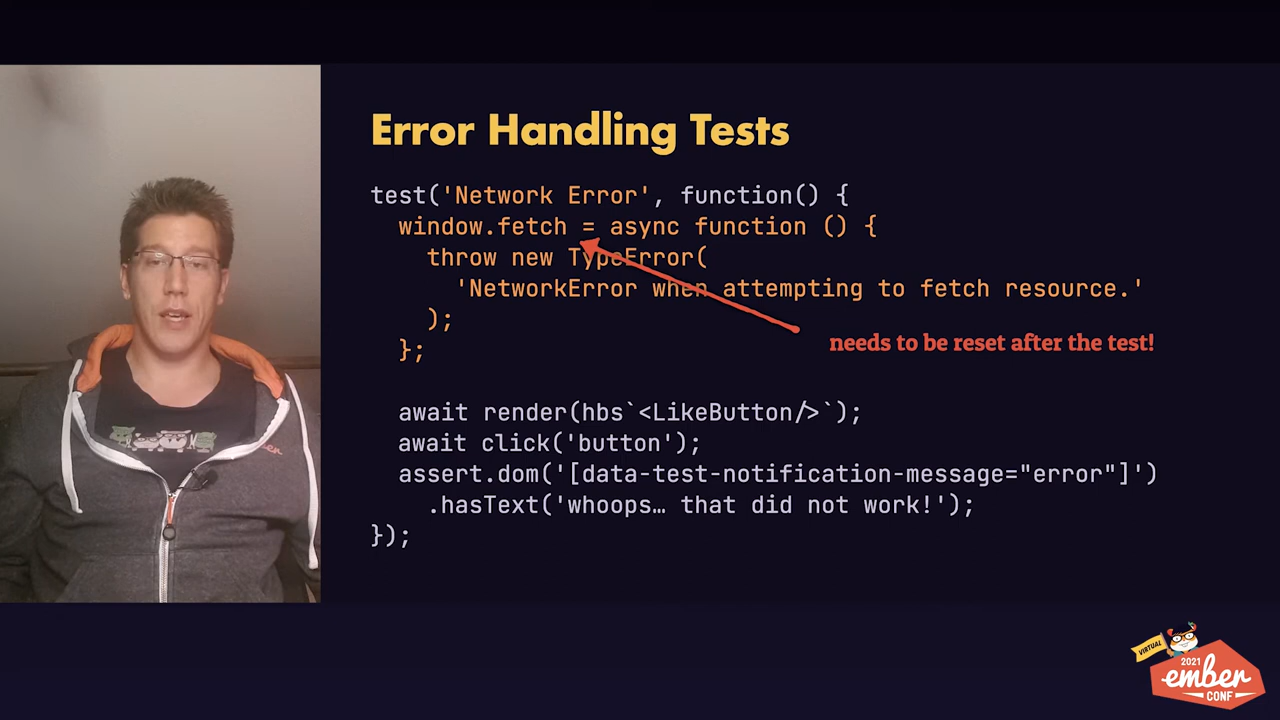 Error Handling Tests
test('Network Error', function() {
window.fetch = async function () {
throw new TypeError(
'NetworkError when attempting to fetch resource.'
);
};
needs to be reset after the test!
await render(hbs`<LikeButton/>`);
await click('button');
assert.dom('[data-test-notification-message="error"]')
.hasText('whoops… that did not work!');
});
VIRTUAL
2021
ember
CONF